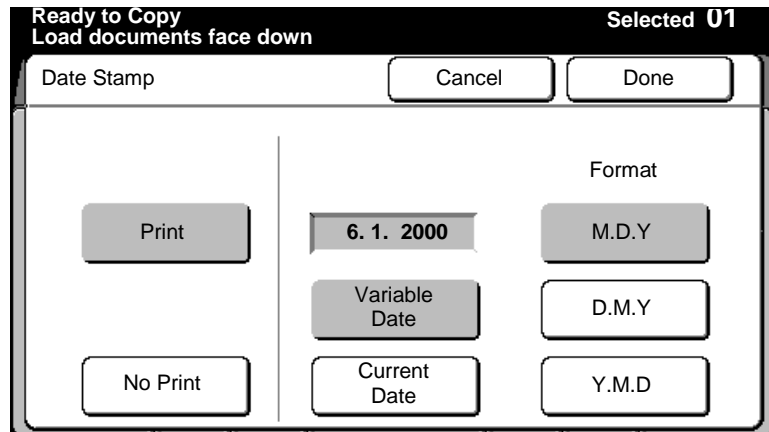 Ready to Copy
Selected 01
Load documents face down
Date Stamp
Cancel
Done
Format
Print
6. 1. 2000
M.D.Y
Variable
Date
D.M.Y
No Print
Current
Date
Y.M.D